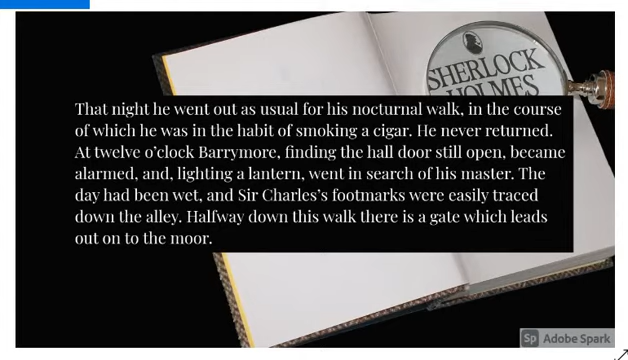 SHERLOCK
HOLMES
That night he went out as usual for his nocturnal walk, in the course
of which he was in the habit of smoking a cigar. He never returned.
At twelve o’clock Barrymore, finding the hall door still open, became
alarmed, and, lighting a lantern, went in search of his master. The
day had been wet, and Sir Charles’s footmarks were easily traced
down the alley. Halfway down this walk there is a gate which leads
out on to the moor.
Sp Adobe Spark